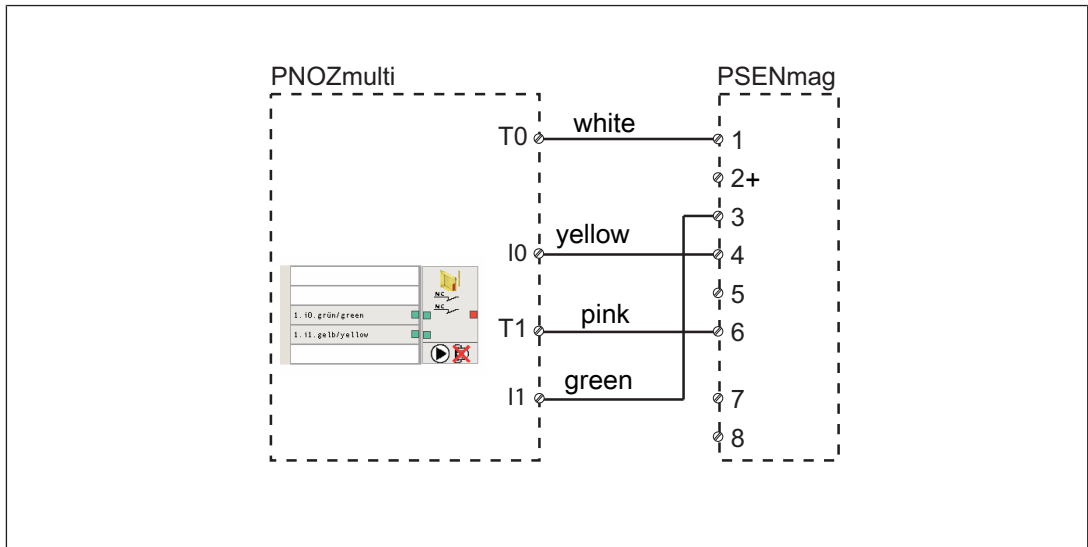 PNOZmulti
PSENmag
T0
white
1
2+
3
I0
yellow
4
5
T1
pink
6
I1
green
7
8
N C
N C
1. i0. grün/green
1. i1. gelb/yellow